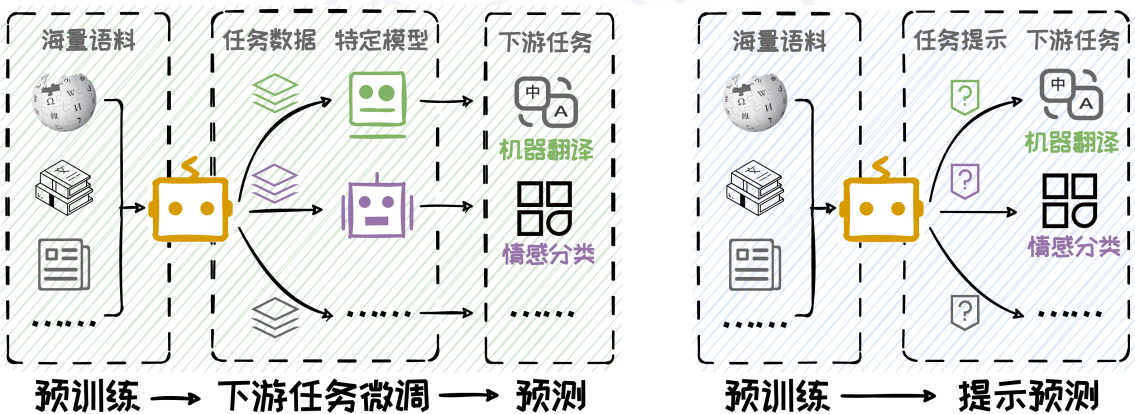 海量语料
任务数据
特定模型
下游任务
中
A
机器翻译
情感分类
预训练
下游任务微调
预测
海量语料
任务提示
下游任务
?
中
A
机器翻译
?
情感分类
?
预训练
提示预测